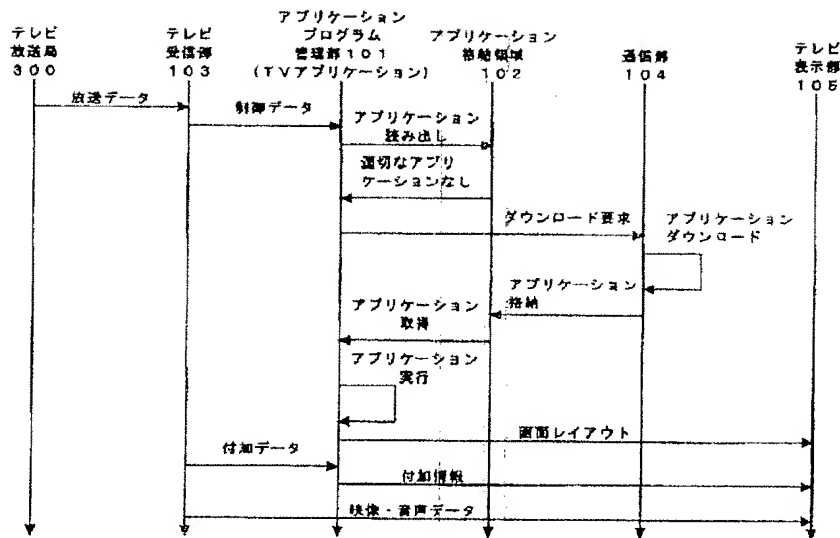 テレビ
放送局
300
テレビ
受信部
103
アプリケーション
プログラム
管理部101
(TVアプリケーション)
アプリケーション
格納領域
102
通信部
104
テレビ
表示部
105
放送データ
制御データ
アプリケーション
読み出し
適切なアプリ
ケーションなし
ダウンロード要求
アプリケーション
ダウンロード
アプリケーション
格納
アプリケーション
取得
アプリケーション
実行
画面レイアウト
付加データ
付加情報
映像・音声データ